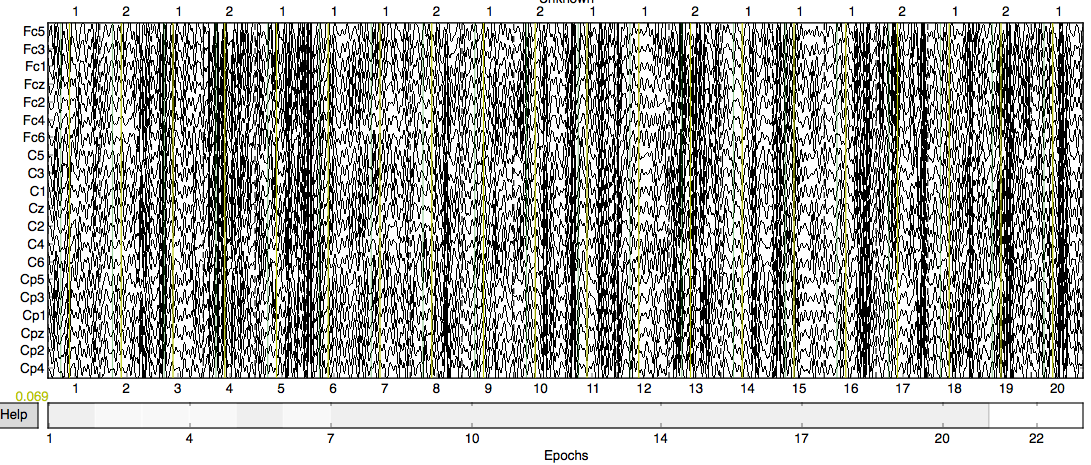 Unknown
1 2 1 2 1 1 1 2 1 2 1 1 2 1 1 1 2 1 2 1
Fc5
Fc3
Fc1
Fcz
Fc2
Fc4
Fc6
C5
C3
C1
Cz
C2
C4
C6
Cp5
Cp3
Cp1
Cpz
Cp2
Cp4
1 2 3 4 5 6 7 8 9 10 11 12 13 14 15 16 17 18 19 20
0.069
Help
1 4 7 10 14 17 20 22
Epochs